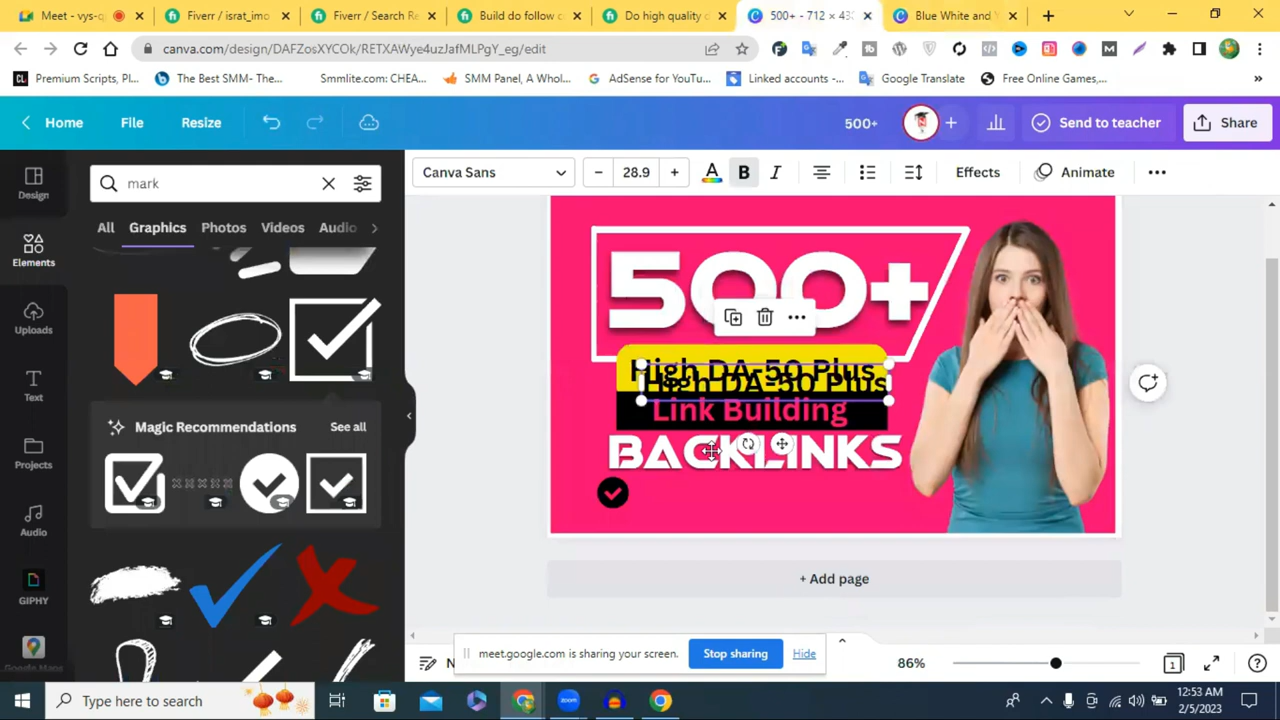 Meet - vys-q
Fiverr / israt_imo
Fiverr / Search Re
Build do follow c
Do high quality c
500+ - 712 × 43
Blue White and Y
canva.com/design/DAFZosXYCOk/RETXAWye4uzJafMLPgY_eg/edit
Premium Scripts, Pl...
The Best SMM- The...
Smmlite.com: CHEA...
SMM Panel, A Whol...
AdSense for YouTu...
Linked accounts -...
Google Translate
Free Online Games,...
Home
File
Resize
500+
Send to teacher
Share
Design
Elements
Uploads
Text
Projects
Audio
GIPHY
Google Maps
mark
All
Graphics
Photos
Videos
Audio
Magic Recommendations
See all
Canva Sans
28.9
A
B
I
Effects
Animate
500+
High DA-50 Plus
High DA-50 Plus
Link Building
BACKLINKS
+ Add page
meet.google.com is sharing your screen.
Stop sharing
Hide
N
86%
1
Type here to search
zoom
12:53 AM
2/5/2023